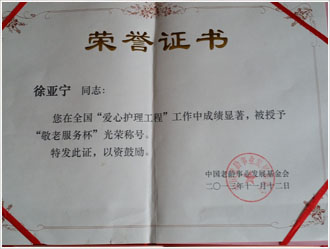 荣誉证书
徐亚宁 同志：
您在全国“爱心护理工程”工作中成绩显著，被授予
“敬老服务杯”光荣称号。
特发此证，以资鼓励。
中国老龄事业发展基金会
二〇一三年十一月十二日